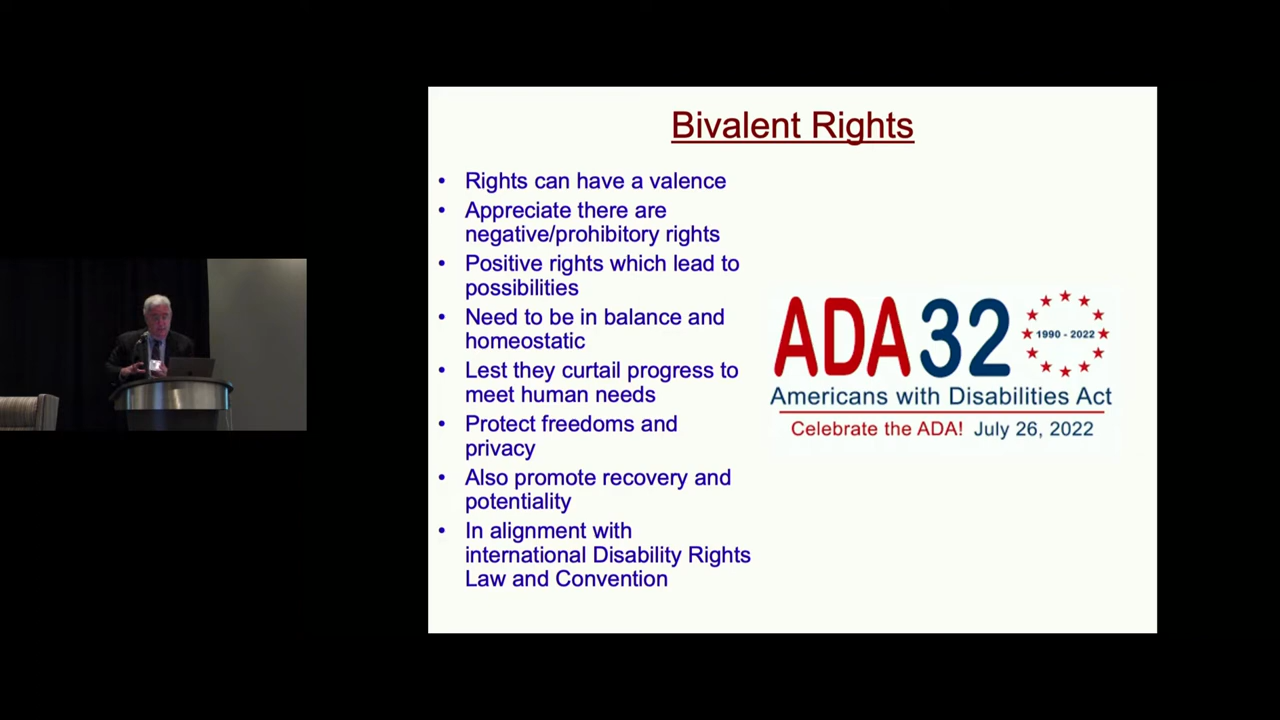 Bivalent Rights
• Rights can have a valence
• Appreciate there are
negative/prohibitory rights
• Positive rights which lead to
possibilities
• Need to be in balance and
homeostatic
• Lest they curtail progress to
meet human needs
• Protect freedoms and
privacy
• Also promote recovery and
potentiality
• In alignment with
international Disability Rights
Law and Convention
ADA 32 1990 - 2022
Americans with Disabilities Act
Celebrate the ADA! July 26, 2022